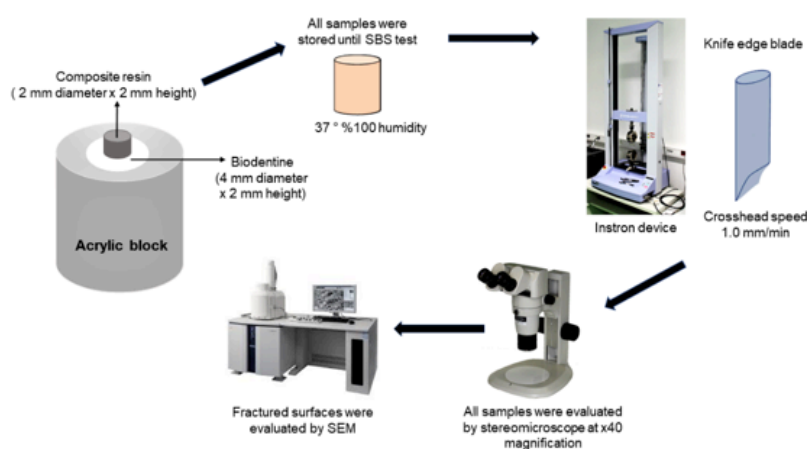 Composite resin
( 2 mm diameter x 2 mm height)
Biodentine
(4 mm diameter
x 2 mm height)
Acrylic block
All samples were
stored until SBS test
37 ° %100 humidity
Instron device
Knife edge blade
Crosshead speed
1.0 mm/min
All samples were evaluated
by stereomicroscope at x40
magnification
Fractured surfaces were
evaluated by SEM